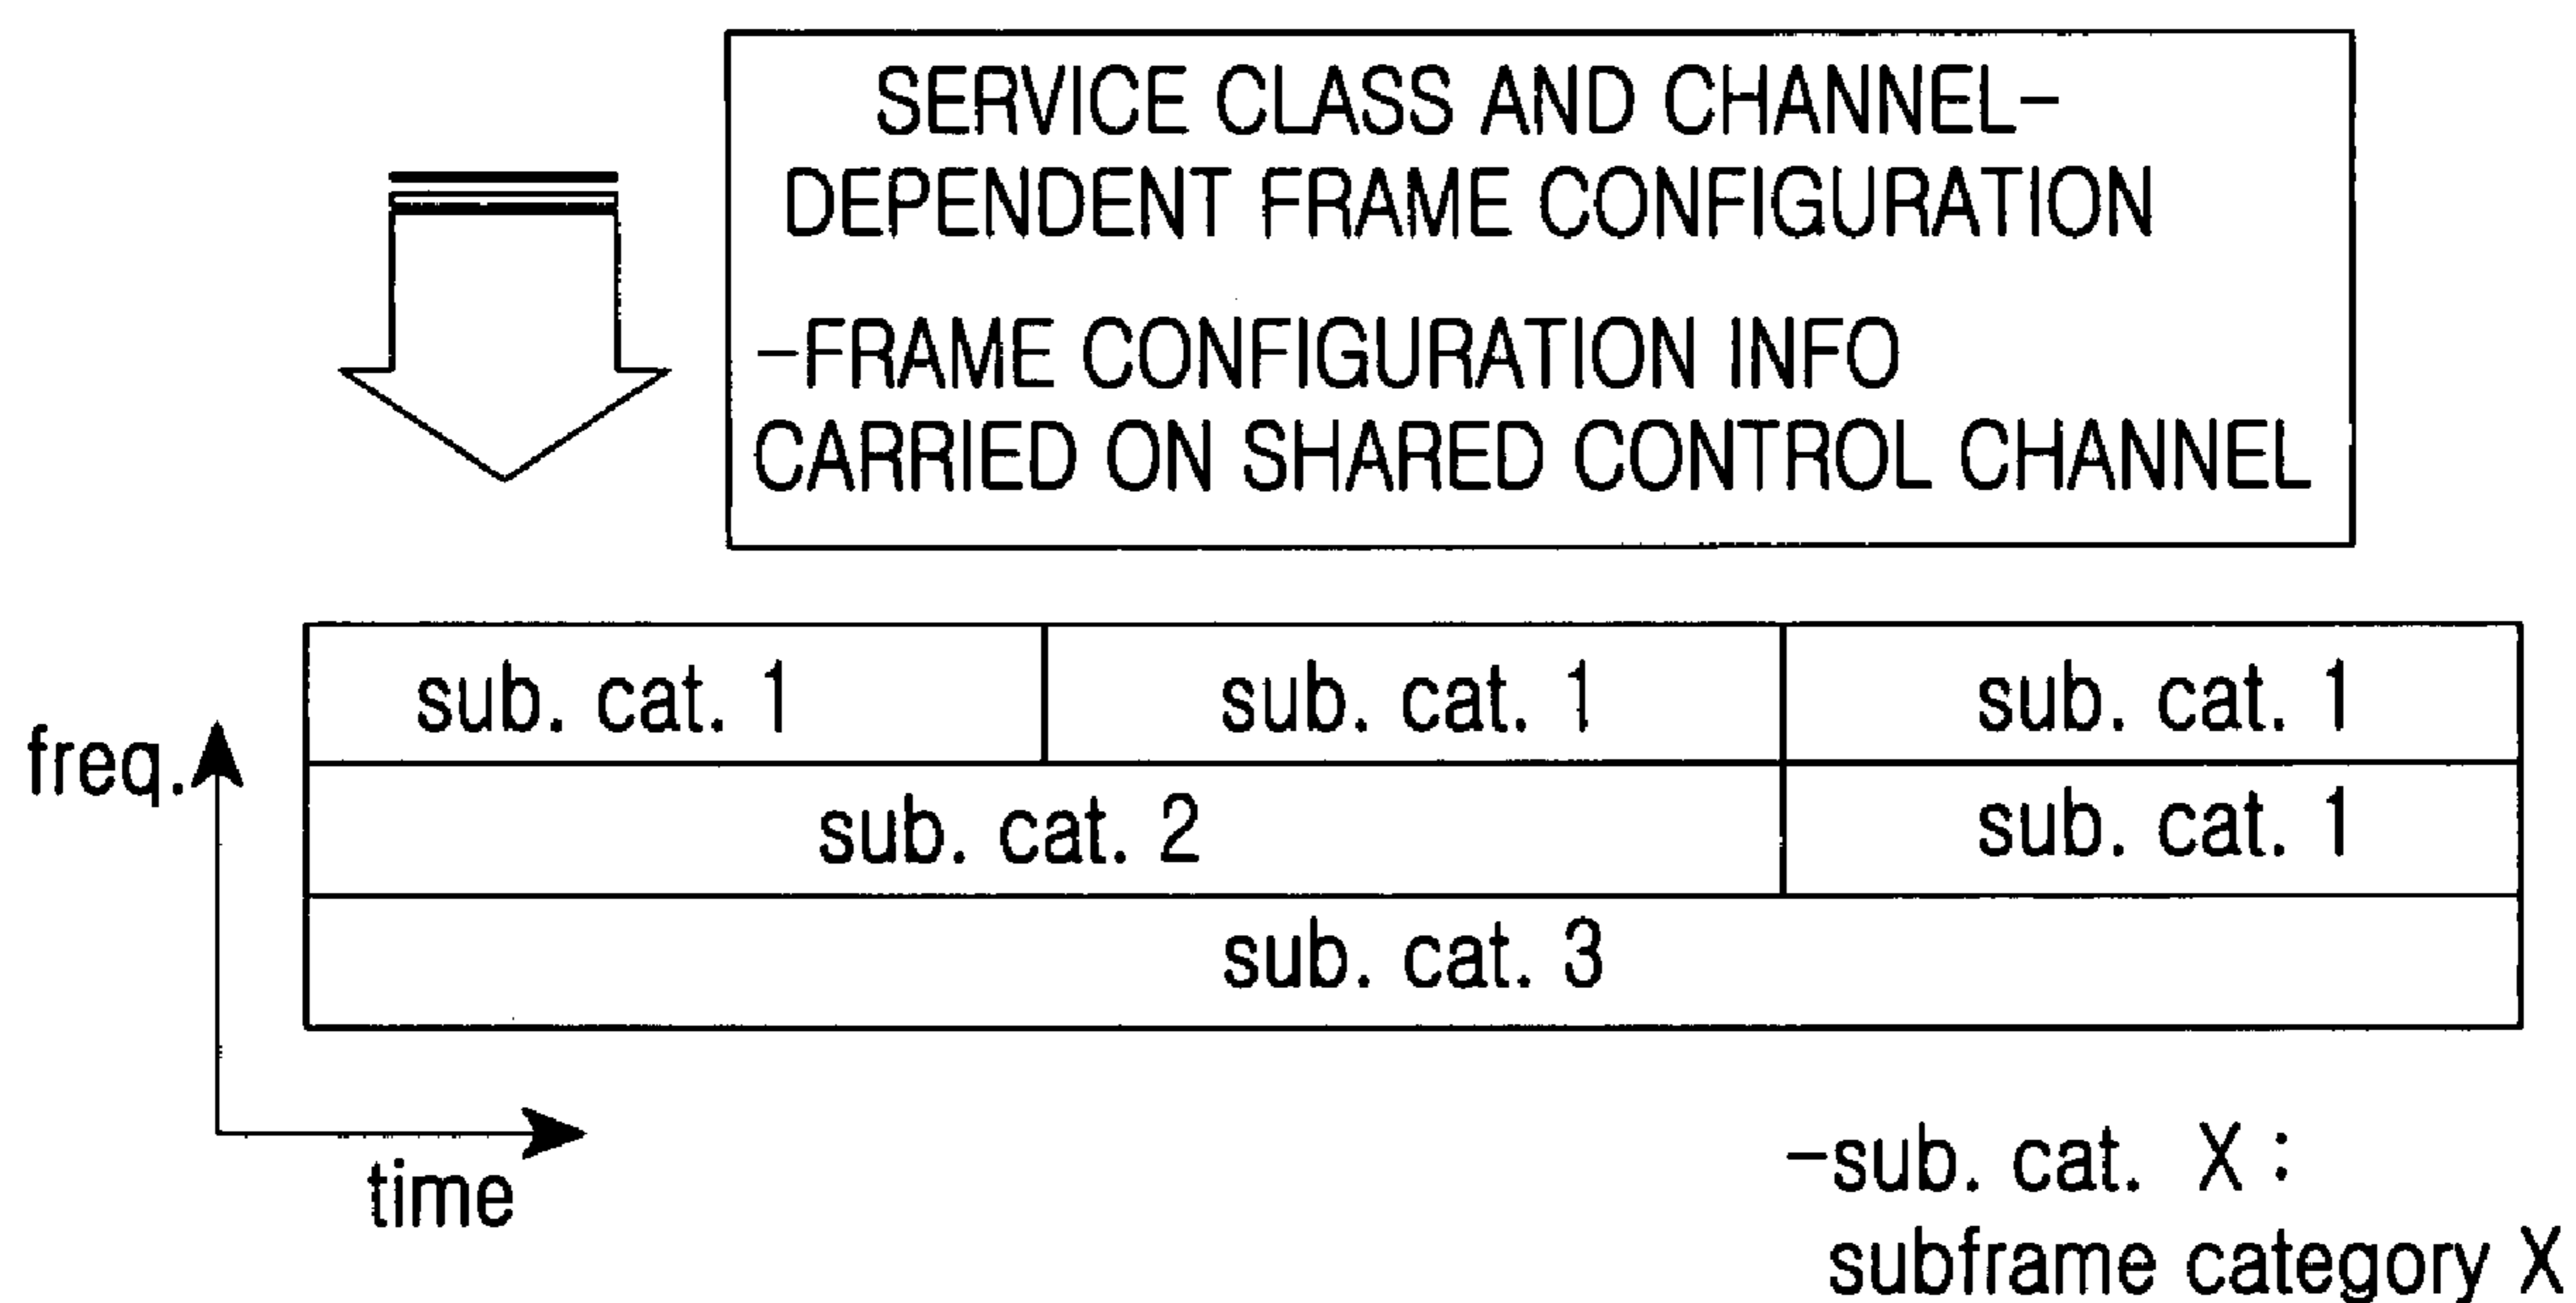 SERVICE CLASS AND CHANNEL-
DEPENDENT FRAME CONFIGURATION
-FRAME CONFIGURATION INFO
CARRIED ON SHARED CONTROL CHANNEL
sub. cat. 1 sub. cat. 1 sub. cat. 1
freq.
sub. cat. 2 sub. cat. 1
sub. cat. 3
time
-sub. cat. X :
subframe category X